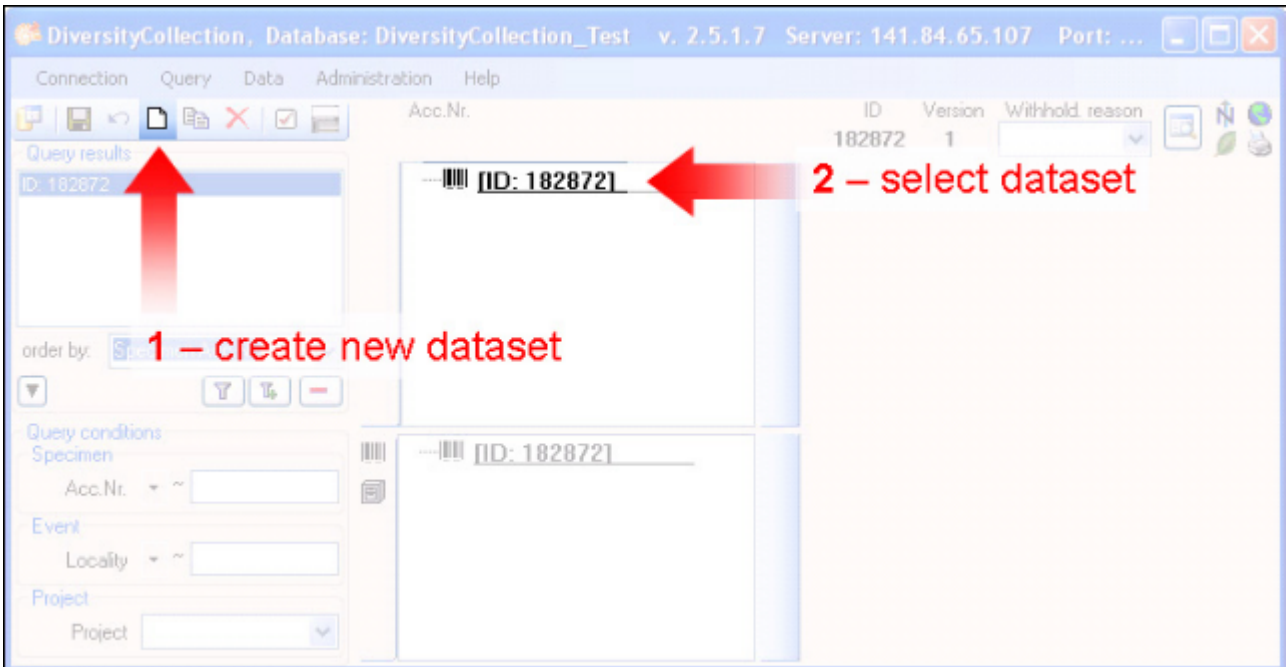 DiversityCollection, Database: DiversityCollection_Test v. 2.5.1.7 Server: 141.84.65.107 Port: ...
Connection Query Data Administration Help
Acc.Nr. ID Version Withhold. reason
182872 1
Query results
ID: 182872
[ID: 182872]
2 – select dataset
1 – create new dataset
order by:
Query conditions
Specimen
[ID: 182872]
Acc.Nr. ~
Event
Locality ~
Project
Project